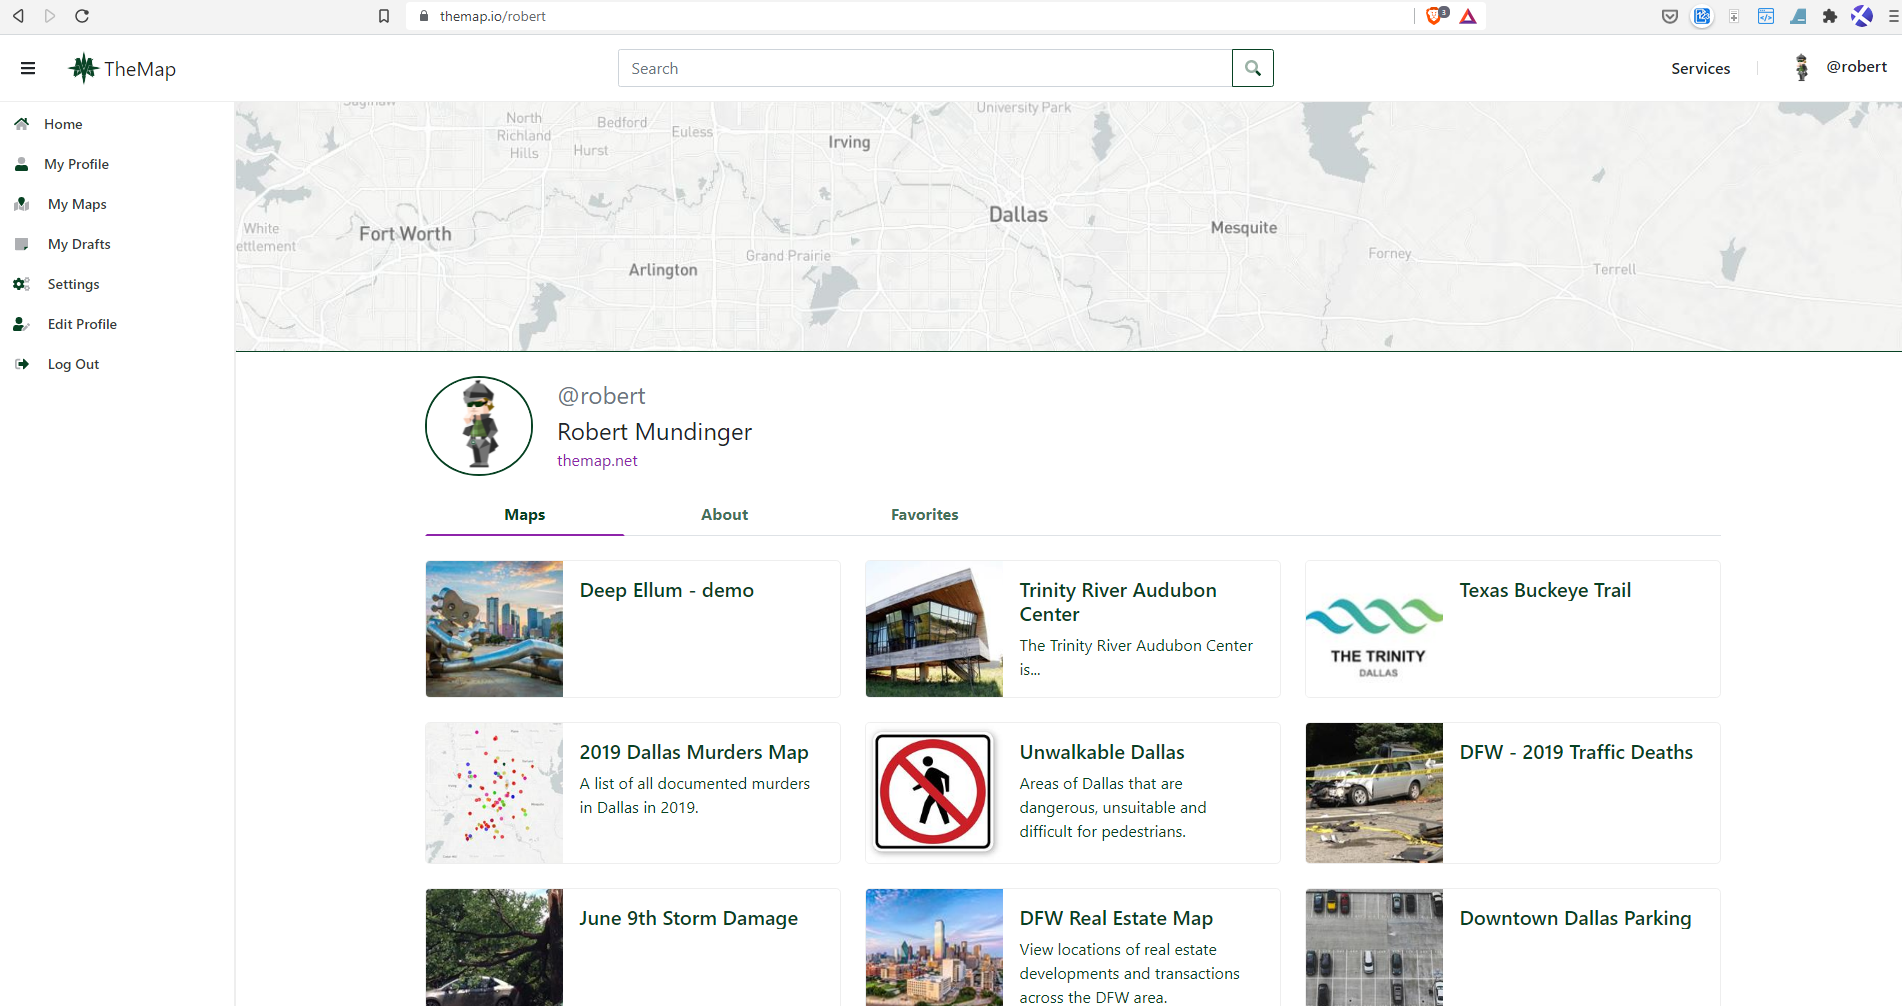 themap.io/robert
3
TheMap
Search
Services
@robert
Home
My Profile
My Maps
My Drafts
Settings
Edit Profile
Log Out
Saginaw
University Park
North
Richland
Hills
Bedford
Euless
Hurst
Irving
Dallas
White
ettlement
Fort Worth
Mesquite
Arlington
Grand Prairie
Forney
Terrell
@robert
Robert Mundinger
themap.net
Maps
About
Favorites
Deep Ellum - demo
Trinity River Audubon
Center
The Trinity River Audubon Center
is...
Texas Buckeye Trail
THE TRINITY
DALLAS
2019 Dallas Murders Map
A list of all documented murders
in Dallas in 2019.
Unwalkable Dallas
Areas of Dallas that are
dangerous, unsuitable and
difficult for pedestrians.
DFW - 2019 Traffic Deaths
June 9th Storm Damage
DFW Real Estate Map
View locations of real estate
developments and transactions
across the DFW area.
Downtown Dallas Parking